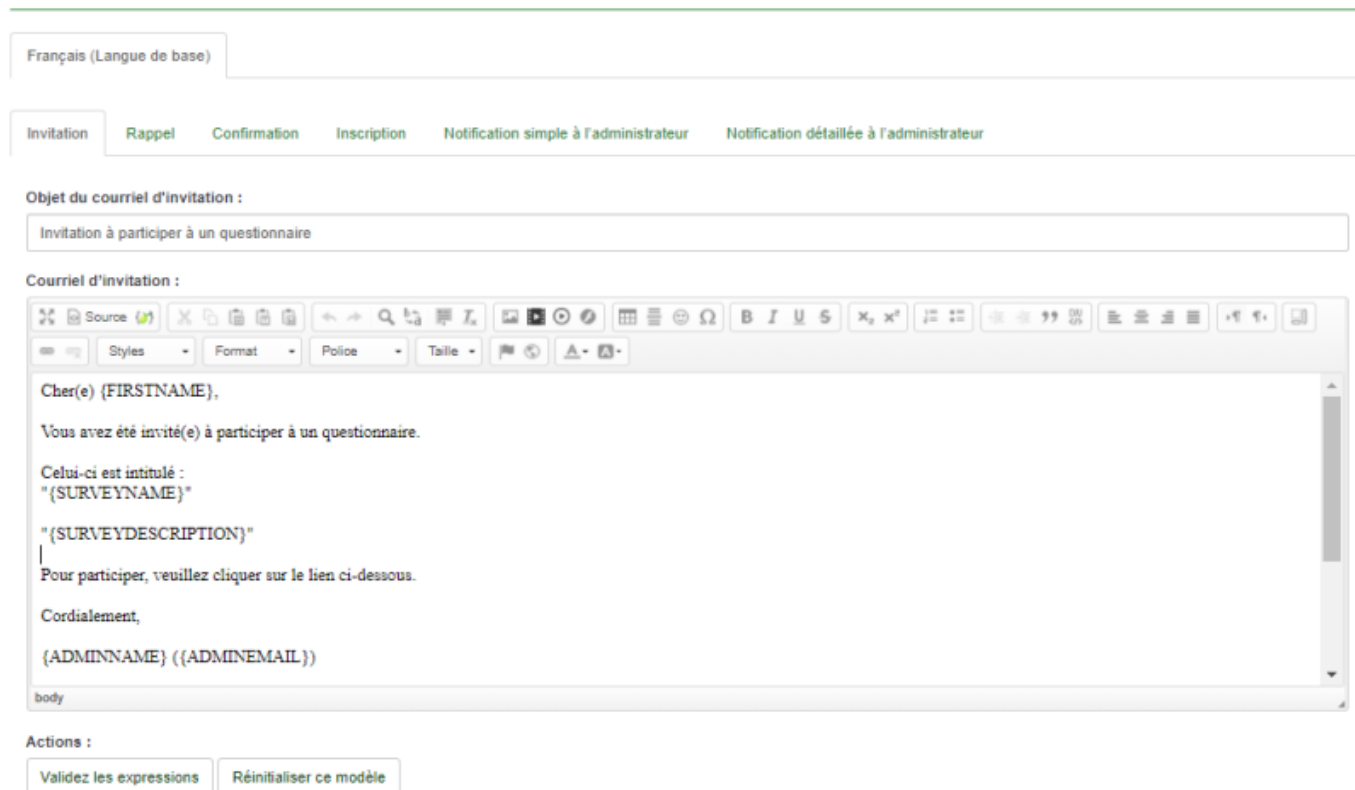 Français (Langue de base)
Invitation Rappel Confirmation Inscription Notification simple à l'administrateur Notification détaillée à l'administrateur
Objet du courriel d'invitation :
Invitation à participer à un questionnaire
Courriel d'invitation :
Source B I U S x₂ x²
Styles Format Police Taille A A
Cher(e) {FIRSTNAME},
Vous avez été invité(e) à participer à un questionnaire.
Celui-ci est intitulé :
"{SURVEYNAME}"
"{SURVEYDESCRIPTION}"
Pour participer, veuillez cliquer sur le lien ci-dessous.
Cordialement,
{ADMINNAME} ({ADMINEMAIL})
body
Actions :
Validez les expressions Réinitialiser ce modèle